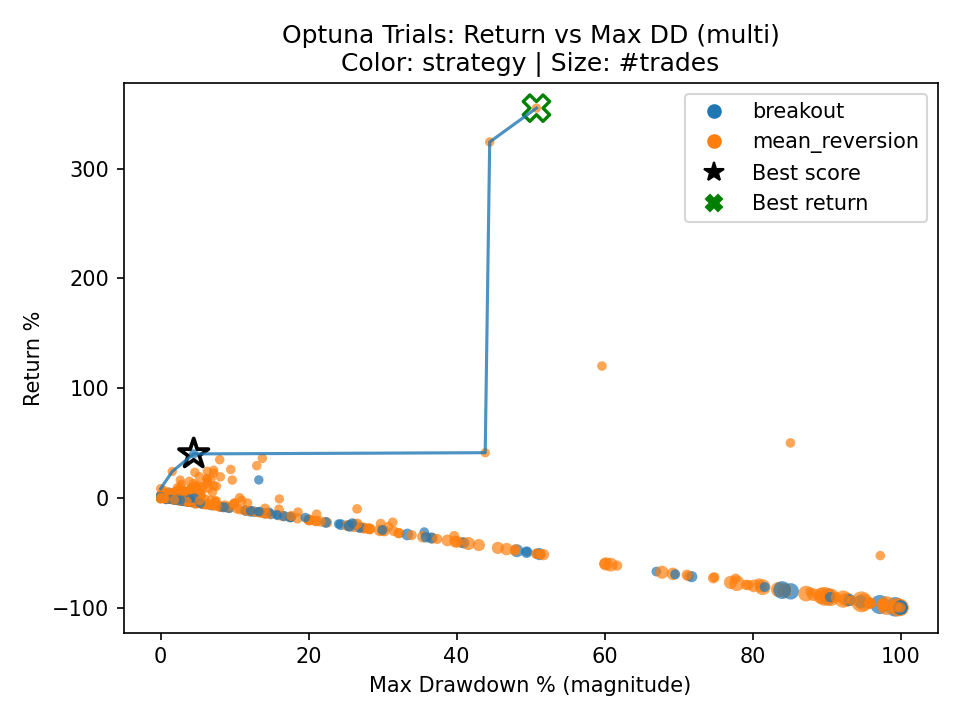 Optuna Trials: Return vs Max DD (multi)
Color: strategy | Size: #trades
breakout
mean_reversion
Best score
Best return
Return %
300
200
100
0
−100
0
20
40
60
80
100
Max Drawdown % (magnitude)